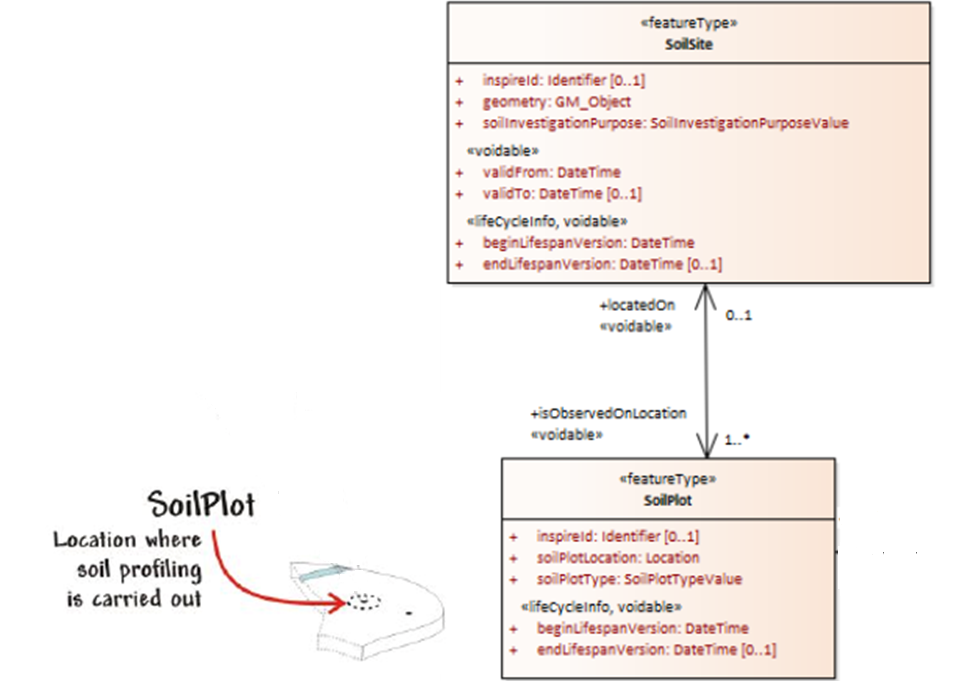 «featureType»
SoilSite
+ inspireId: Identifier [0..1]
+ geometry: GM_Object
+ soilInvestigationPurpose: SoilInvestigationPurposeValue
«voidable»
+ validFrom: DateTime
+ validTo: DateTime [0..1]
«lifeCycleInfo, voidable»
+ beginLifespanVersion: DateTime
+ endLifespanVersion: DateTime [0..1]
+locatedOn
«voidable»
0..1
+isObservedOnLocation
«voidable»
1..*
«featureType»
SoilPlot
+ inspireId: Identifier [0..1]
+ soilPlotLocation: Location
+ soilPlotType: SoilPlotTypeValue
«lifeCycleInfo, voidable»
+ beginLifespanVersion: DateTime
+ endLifespanVersion: DateTime [0..1]
SoilPlot
Location where
soil profiling
is carried out